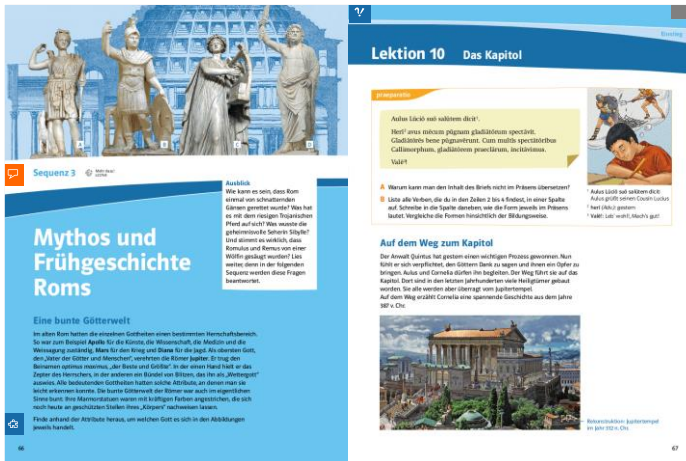 A
B
C
D
Sequenz 3
Ausblick
Wie kann es sein, dass Rom
einmal von schnatternden
Gänsen gerettet wurde? Was hat
es mit dem riesigen Trojanischen
Pferd auf sich? Was wusste die
geheimnisvolle Seherin Sibylle?
Und stimmt es wirklich, dass
Romulus und Remus von einer
Wölfin gesäugt wurden? Lies
weiter, denn in der folgenden
Sequenz werden diese Fragen
beantwortet.
Mythos und
Frühgeschichte
Roms
Eine bunte Götterwelt
Im alten Rom hatten die einzelnen Gottheiten einen bestimmten Herrschaftsbereich.
So war zum Beispiel Apollo für die Künste, die Wissenschaft, die Medizin und die
Weissagung zuständig, Mars für den Krieg und Diana für die Jagd. Als obersten Gott,
den „Vater der Götter und Menschen“, verehrten die Römer Jupiter. Er trug den
Beinamen optimus maximus, „der Beste und Größte“. In der einen Hand hielt er das
Zepter des Herrschers, in der anderen ein Bündel von Blitzen, das ihn als „Wettergott“
auswies. Alle bedeutenden Gottheiten hatten solche Attribute, an denen man sie
leicht erkennen konnte. Die bunte Götterwelt der Römer war auch im eigentlichen
Sinne bunt: Ihre Marmorstatuen waren mit kräftigen Farben angestrichen, die sich
noch heute an geschützten Stellen ihres „Körpers“ nachweisen lassen.
Finde anhand der Attribute heraus, um welchen Gott es sich in den Abbildungen
jeweils handelt.
66
Einstieg
Lektion 10 Das Kapitol
praeparatio
Aulus Lūciō suō salūtem dīcit¹.
Herī² avus mēcum pūgnam gladiātōrum spectāvit.
Gladiātōrēs bene pūgnavērunt. Cum multīs spectātōribus
Callimorphum, gladiātōrem praeclārum, incitāvimus.
Valē³!
A Warum kann man den Inhalt des Briefs nicht im Präsens übersetzen?
B Liste alle Verben, die du in den Zeilen 2 bis 4 findest, in einer Spalte
auf. Schreibe in die Spalte daneben, wie die Form jeweils im Präsens
lautet. Vergleiche die Formen hinsichtlich der Bildungsweise.
¹ Aulus Lūciō suō salūtem dīcit:
Aulus grüßt seinen Cousin Lucius
² herī (Adv.): gestern
³ Valē!: Leb' wohl!, Mach's gut!
Auf dem Weg zum Kapitol
Der Anwalt Quintus hat gestern einen wichtigen Prozess gewonnen. Nun
fühlt er sich verpflichtet, den Göttern Dank zu sagen und ihnen ein Opfer zu
bringen. Aulus und Cornelia dürfen ihn begleiten. Der Weg führt sie auf das
Kapitol. Dort sind in den letzten Jahrhunderten viele Heiligtümer gebaut
worden. Sie alle werden aber überragt vom Jupitertempel.
Auf dem Weg erzählt Cornelia eine spannende Geschichte aus dem Jahre
387 v. Chr.
Rekonstruktion: Jupitertempel
67